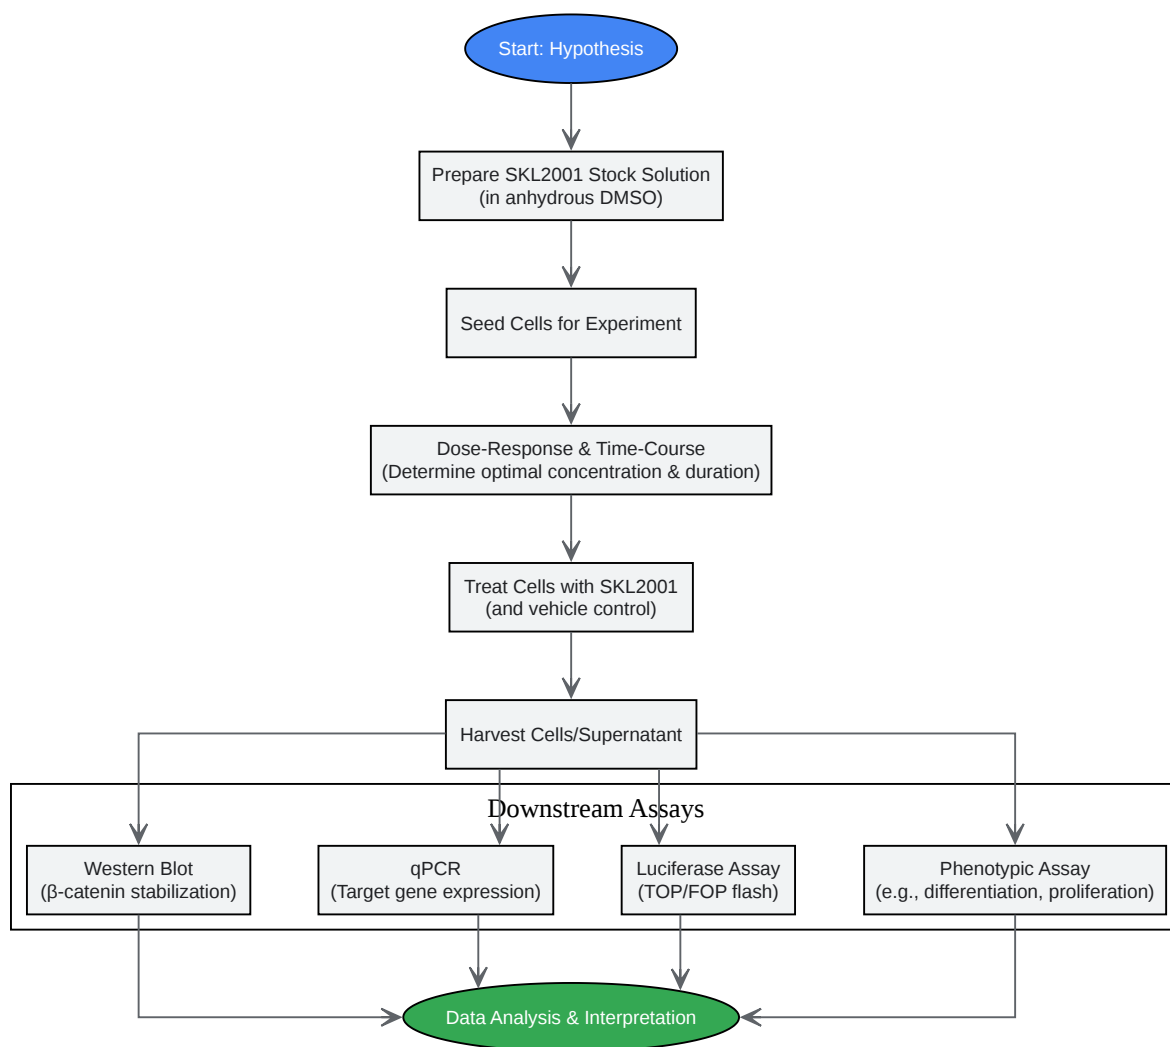 Start: Hypothesis
Prepare SKL2001 Stock Solution
(in anhydrous DMSO)
Seed Cells for Experiment
Dose-Response & Time-Course
(Determine optimal concentration & duration)
Treat Cells with SKL2001
(and vehicle control)
Harvest Cells/Supernatant
Downstream Assays
Western Blot
(β-catenin stabilization)
qPCR
(Target gene expression)
Luciferase Assay
(TOP/FOP flash)
Phenotypic Assay
(e.g., differentiation, proliferation)
Data Analysis & Interpretation